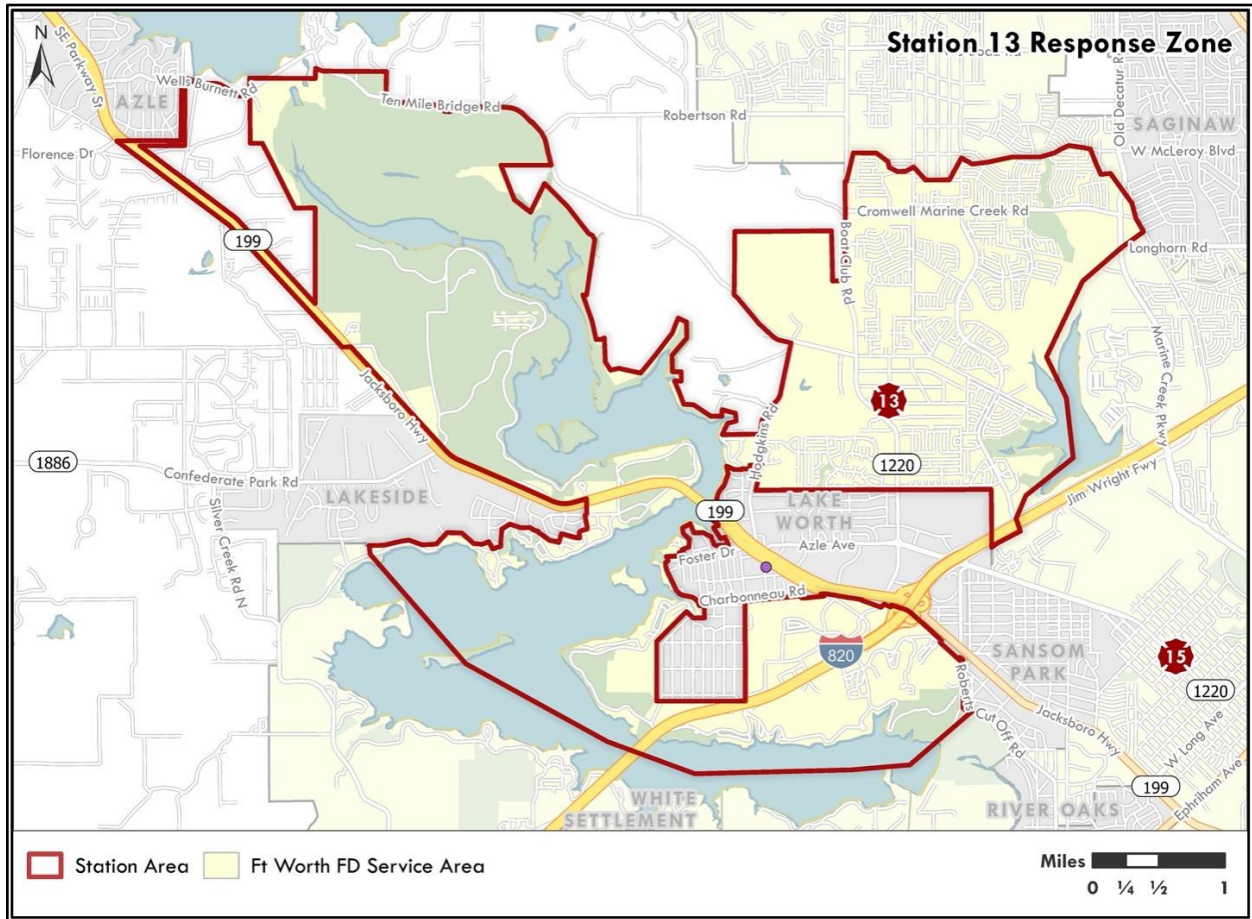 Station 13 Response Zone
N
SE Parkway St
AZLE
Wells Burnett Rd
Ten Mile Bridge Rd
Robertson Rd
Old Decatur R
SAGINAW
W McLeroy Blvd
Florence Dr
199
Cromwell Marine Creek Rd
Boat Club Rd
Longhorn Rd
Marine Creek Pkwy
Jacksboro Hwy
13
1886
Confederate Park Rd
LAKESIDE
Silver Creek Rd N
Hodgkins Rd
1220
Jim Wright Fwy
199
LAKE
WORTH
Foster Dr
Azle Ave
Charbonneau Rd
820
SANSOM
PARK
15
1220
Roberts Cut Off Rd
Jacksboro Hwy
W Long Ave
199
Ephriham Ave
WHITE
SETTLEMENT
RIVER OAKS
Station Area
Ft Worth FD Service Area
Miles
0 ¼ ½ 1